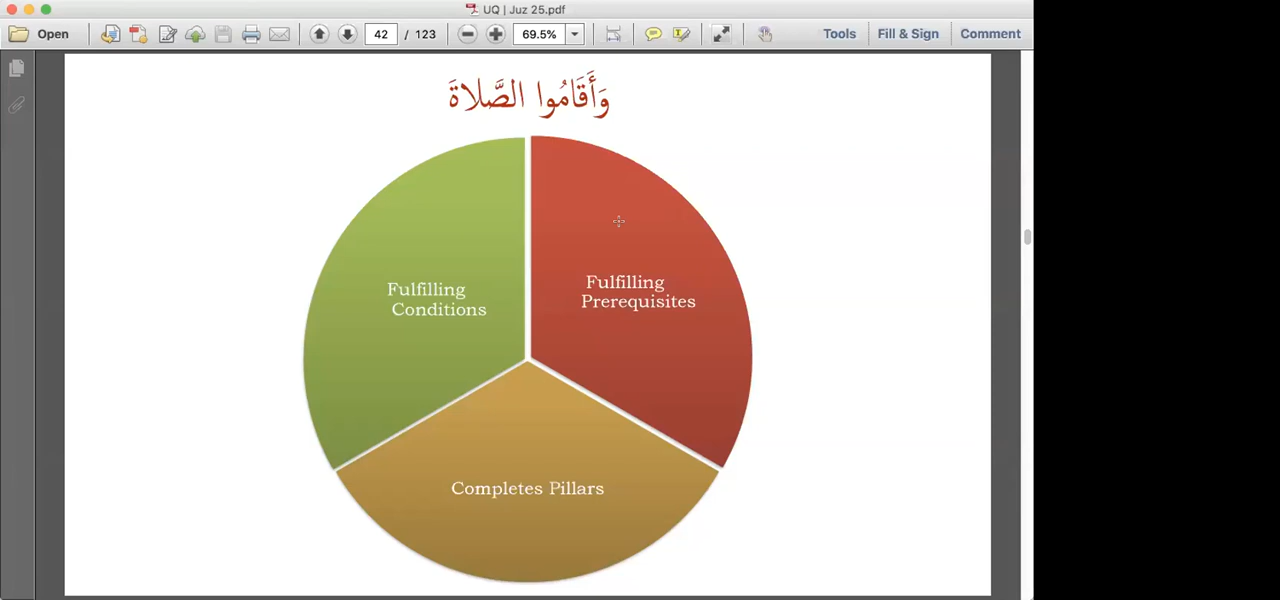 UQ | Juz 25.pdf
Open 42 / 123 69.5% Tools Fill & Sign Comment
وَأَقَامُوا الصَّلاةَ
Fulfilling
Conditions
Fulfilling
Prerequisites
Completes Pillars